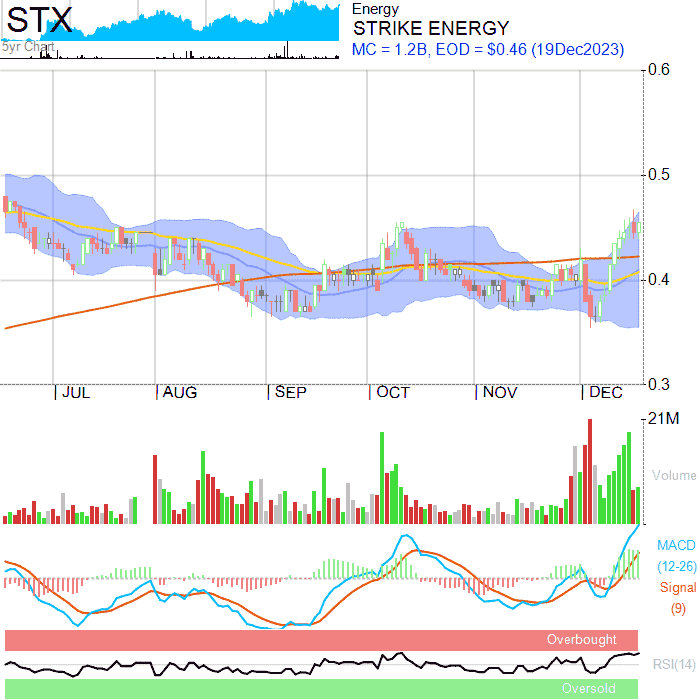 STX
5yr Chart
Energy
STRIKE ENERGY
MC = 1.2B, EOD = $0.46 (19Dec2023)
0.6
0.5
0.4
0.3
JUL
AUG
SEP
OCT
NOV
DEC
21M
Volume
MACD
(12-26)
Signal
(9)
Overbought
RSI(14)
Oversold